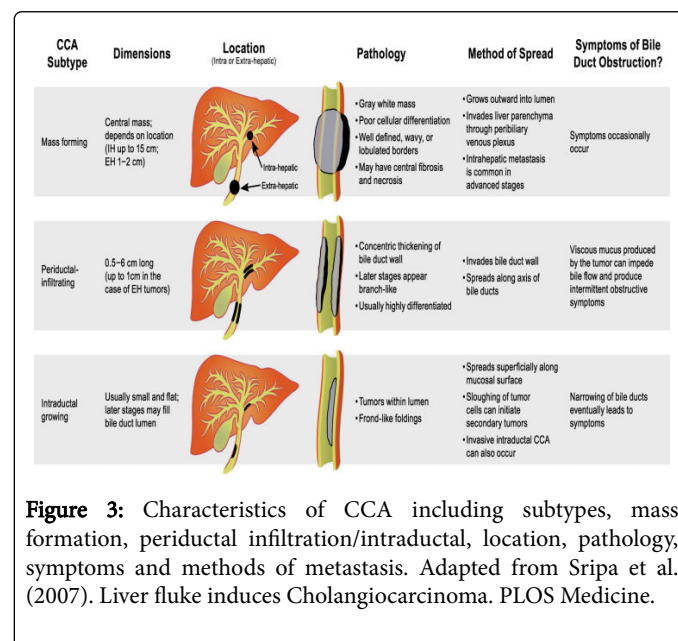 CCA Subtype
Dimensions
Location
(Intra or Extra-hepatic)
Pathology
Method of Spread
Symptoms of Bile
Duct Obstruction?
Mass forming
Central mass;
depends on location
(IH up to 15 cm;
EH 1–2 cm)
Intra-hepatic
Extra-hepatic
•Gray white mass
•Poor cellular differentiation
•Well defined, wavy, or
lobulated borders
•May have central fibrosis
and necrosis
•Grows outward into lumen
•Invades liver parenchyma
through peribiliary
venous plexus
•Intrahepatic metastasis
is common in
advanced stages
Symptoms occasionally
occur
Periductal-
infiltrating
0.5–6 cm long
(up to 1cm in the
case of EH tumors)
•Concentric thickening of
bile duct wall
•Later stages appear
branch-like
•Usually highly differentiated
•Invades bile duct wall
•Spreads along axis of
bile ducts
Viscous mucus produced
by the tumor can impede
bile flow and produce
intermittent obstructive
symptoms
Intraductal
growing
Usually small and flat;
later stages may fill
bile duct lumen
•Tumors within lumen
•Frond-like foldings
•Spreads superficially along
mucosal surface
•Sloughing of tumor
cells can initiate
secondary tumors
•Invasive intraductal CCA
can also occur
Narrowing of bile ducts
eventually leads to
symptoms
Figure 3: Characteristics of CCA including subtypes, mass
formation, periductal infiltration/intraductal, location, pathology,
symptoms and methods of metastasis. Adapted from Sripa et al.
(2007). Liver fluke induces Cholangiocarcinoma. PLOS Medicine.